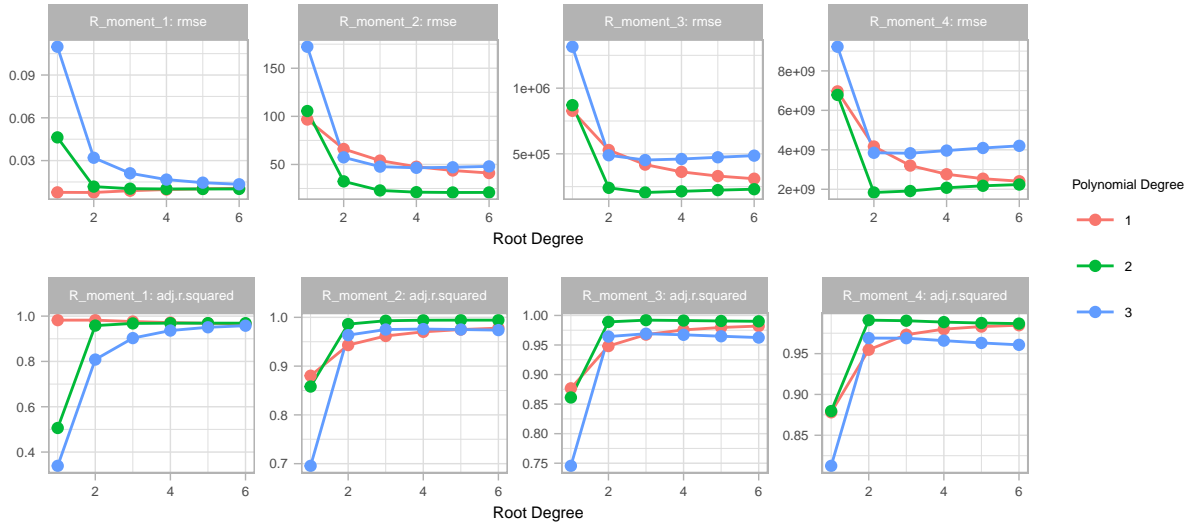 R_moment_1: rmse
R_moment_2: rmse
R_moment_3: rmse
R_moment_4: rmse
0.09
0.06
0.03
150
100
50
1e+06
5e+05
8e+09
6e+09
4e+09
2e+09
2 4 6
2 4 6
2 4 6
2 4 6
Root Degree
R_moment_1: adj.r.squared
R_moment_2: adj.r.squared
R_moment_3: adj.r.squared
R_moment_4: adj.r.squared
1.0
0.8
0.6
0.4
1.0
0.9
0.8
0.7
1.00
0.95
0.90
0.85
0.80
0.75
0.95
0.90
0.85
2 4 6
2 4 6
2 4 6
2 4 6
Root Degree
Polynomial Degree
1
2
3